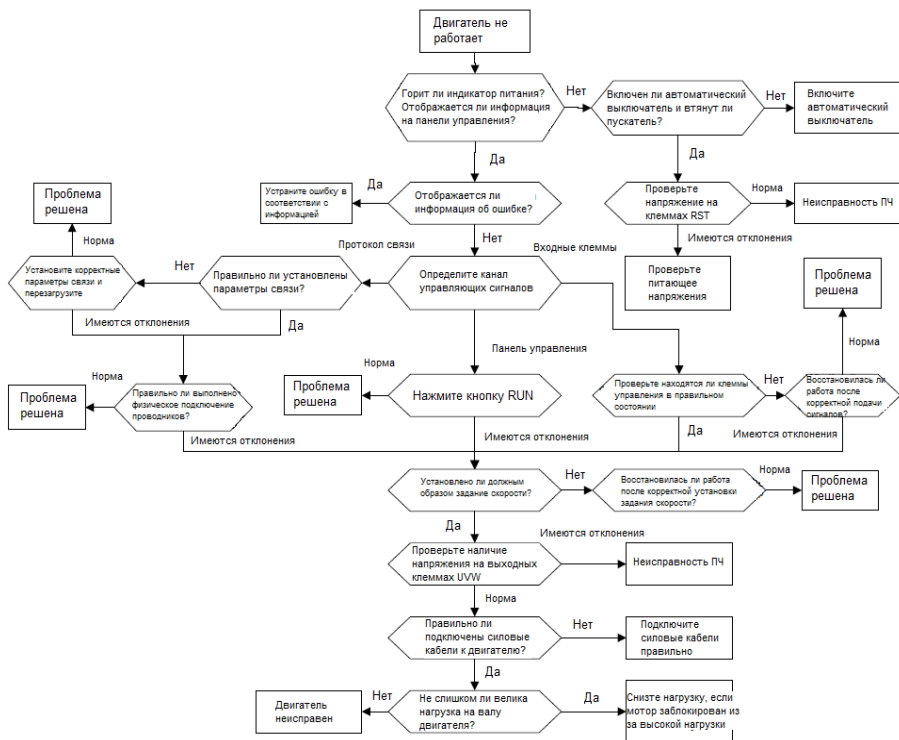 Двигатель не
работает
Горит ли индикатор питания?
Отображается ли информация
на панели управления?
Нет
Включен ли автоматический
выключатель и втянут ли
пускатель?
Нет
Включите
автоматический
выключатель
Да
Да
Проблема
решена
Устраните ошибку в
соответствии с
информацией
Да
Отображается ли
информация об ошибке?
Проверьте
напряжение на
клеммах RST
Норма
Неисправность ПЧ
Норма
Протокол связи
Нет
Входные клеммы
Имеются отклонения
Установите корректные
параметры связи и
перезагрузите
Нет
Правильно ли установлены
параметры связи?
Определите канал
управляющих сигналов
Проверьте
питающее
напряжения
Проблема
решена
Имеются отклонения
Да
Панель управления
Норма
Проблема
решена
Норма
Правильно ли выполнено
физическое подключение
проводников?
Проблема
решена
Норма
Нажмите кнопку RUN
Проверьте находятся ли клеммы
управления в правильном
состоянии
Нет
Восстановилась ли
работа после
корректной подачи
сигналов?
Имеются отклонения
Имеются отклонения
Да
Имеются отклонения
Установлено ли должным
образом задание скорости?
Нет
Восстановилась ли работа
после корректной установки
задания скорости?
Норма
Проблема
решена
Да
Имеются отклонения
Проверьте наличие
напряжения на выходных
клеммах UVW
Неисправность ПЧ
Норма
Правильно ли
подключены силовые
кабели к двигателю?
Нет
Подключите
силовые кабели
правильно
Да
Двигатель
неисправен
Нет
Не слишком ли велика
нагрузка на валу
двигателя?
Да
Снизте нагрузку, если
мотор заблокирован из
за высокой нагрузки